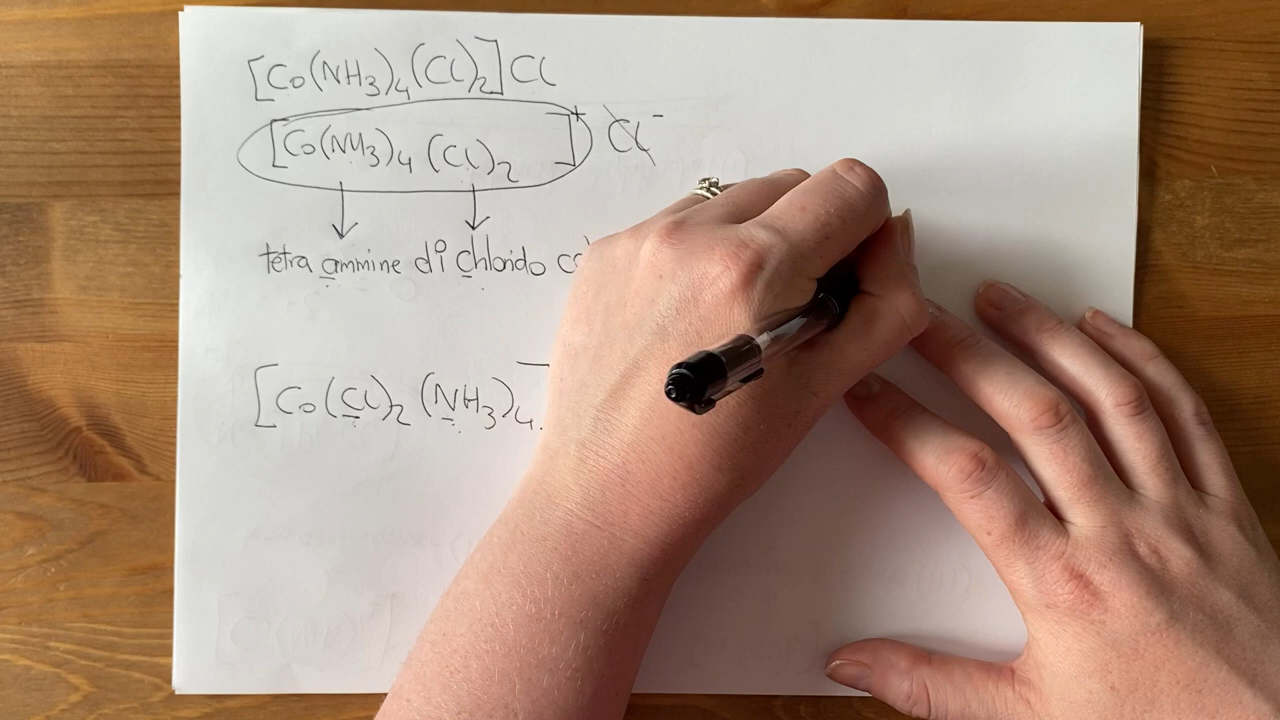 [Co(NH3)4(Cl)2]Cl
[Co(NH3)4 (Cl)2 ]+ Cl-
tetra ammine di chlorido
[Co(Cl)2 (NH3)4